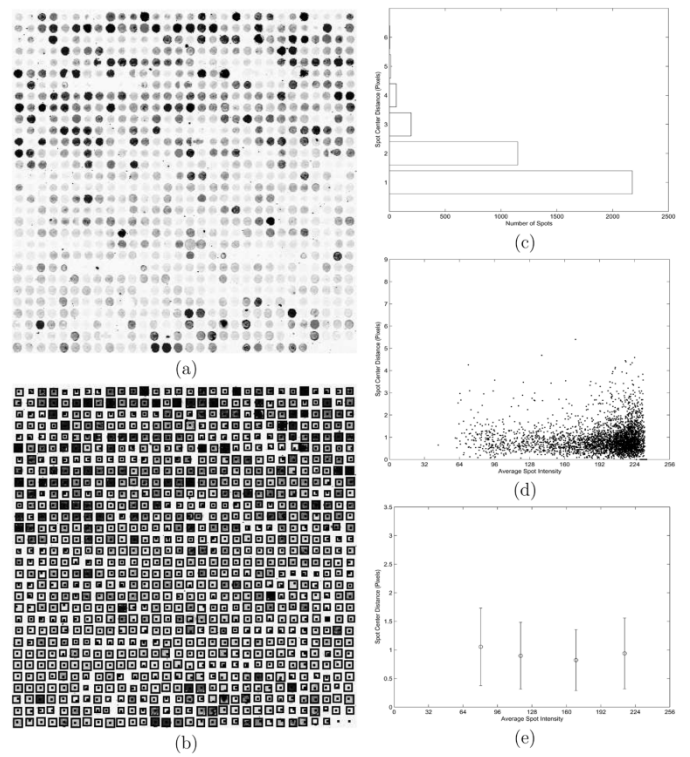 (a)
(b)
Spot Center Distance (Pixels)
6
5
4
3
2
1
0 500 1000 1500 2000 2500
Number of Spots
(c)
Spot Center Distance (Pixels)
9
8
7
6
5
4
3
2
1
0
0 32 64 96 128 160 192 224 256
Average Spot Intensity
(d)
Spot Center Distance (Pixels)
3.5
3
2.5
2
1.5
1
0.5
0
0 32 64 96 128 160 192 224 256
Average Spot Intensity
(e)